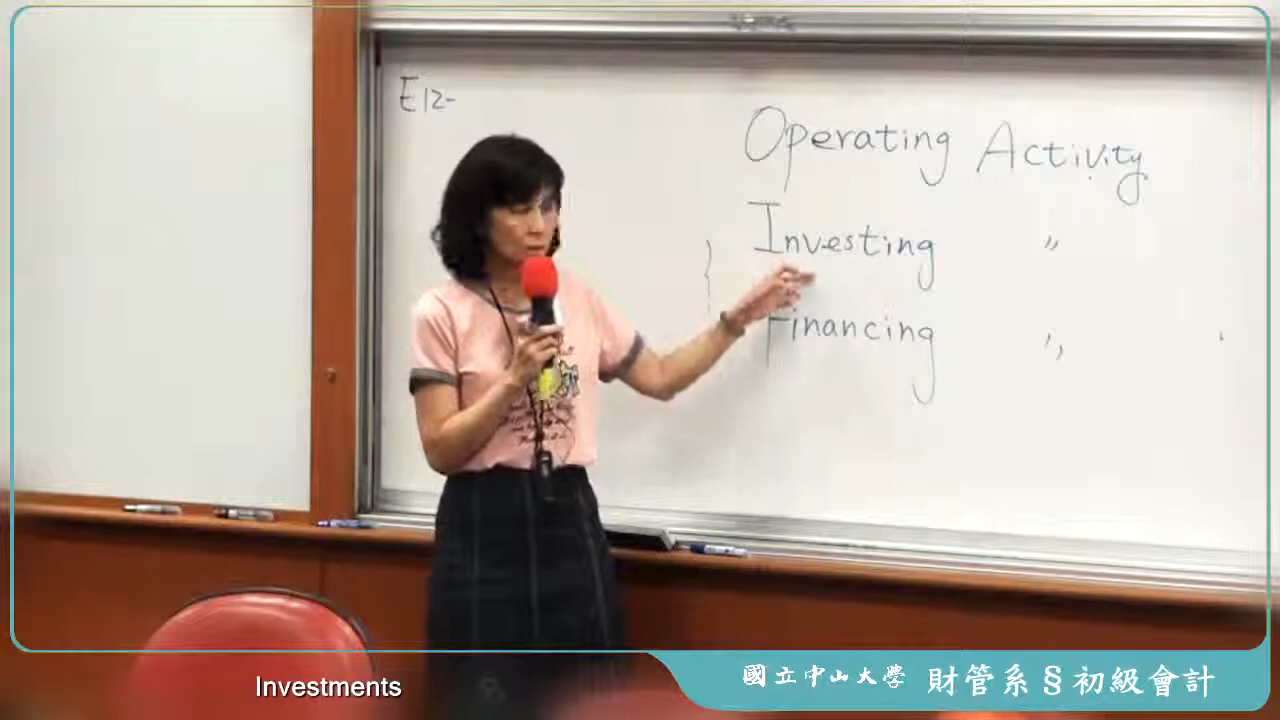 E12-
Operating Activity
Investing 〃
Financing 〃
Investments
國立中山大學 財管系§初級會計